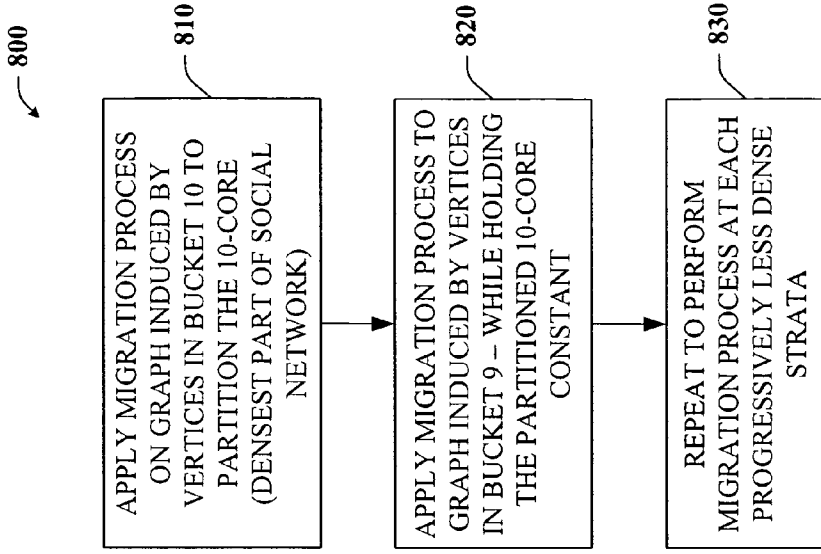 800
810
APPLY MIGRATION PROCESS
ON GRAPH INDUCED BY
VERTICES IN BUCKET 10 TO
PARTITION THE 10-CORE
(DENSEST PART OF SOCIAL
NETWORK)
820
APPLY MIGRATION PROCESS TO
GRAPH INDUCED BY VERTICES
IN BUCKET 9 – WHILE HOLDING
THE PARTITIONED 10-CORE
CONSTANT
830
REPEAT TO PERFORM
MIGRATION PROCESS AT EACH
PROGRESSIVELY LESS DENSE
STRATA